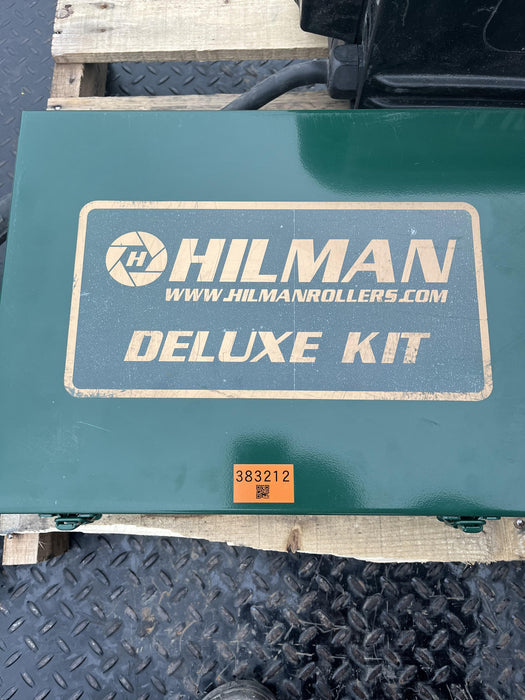 H HILMAN
WWW.HILMANROLLERS.COM
DELUXE KIT
383212